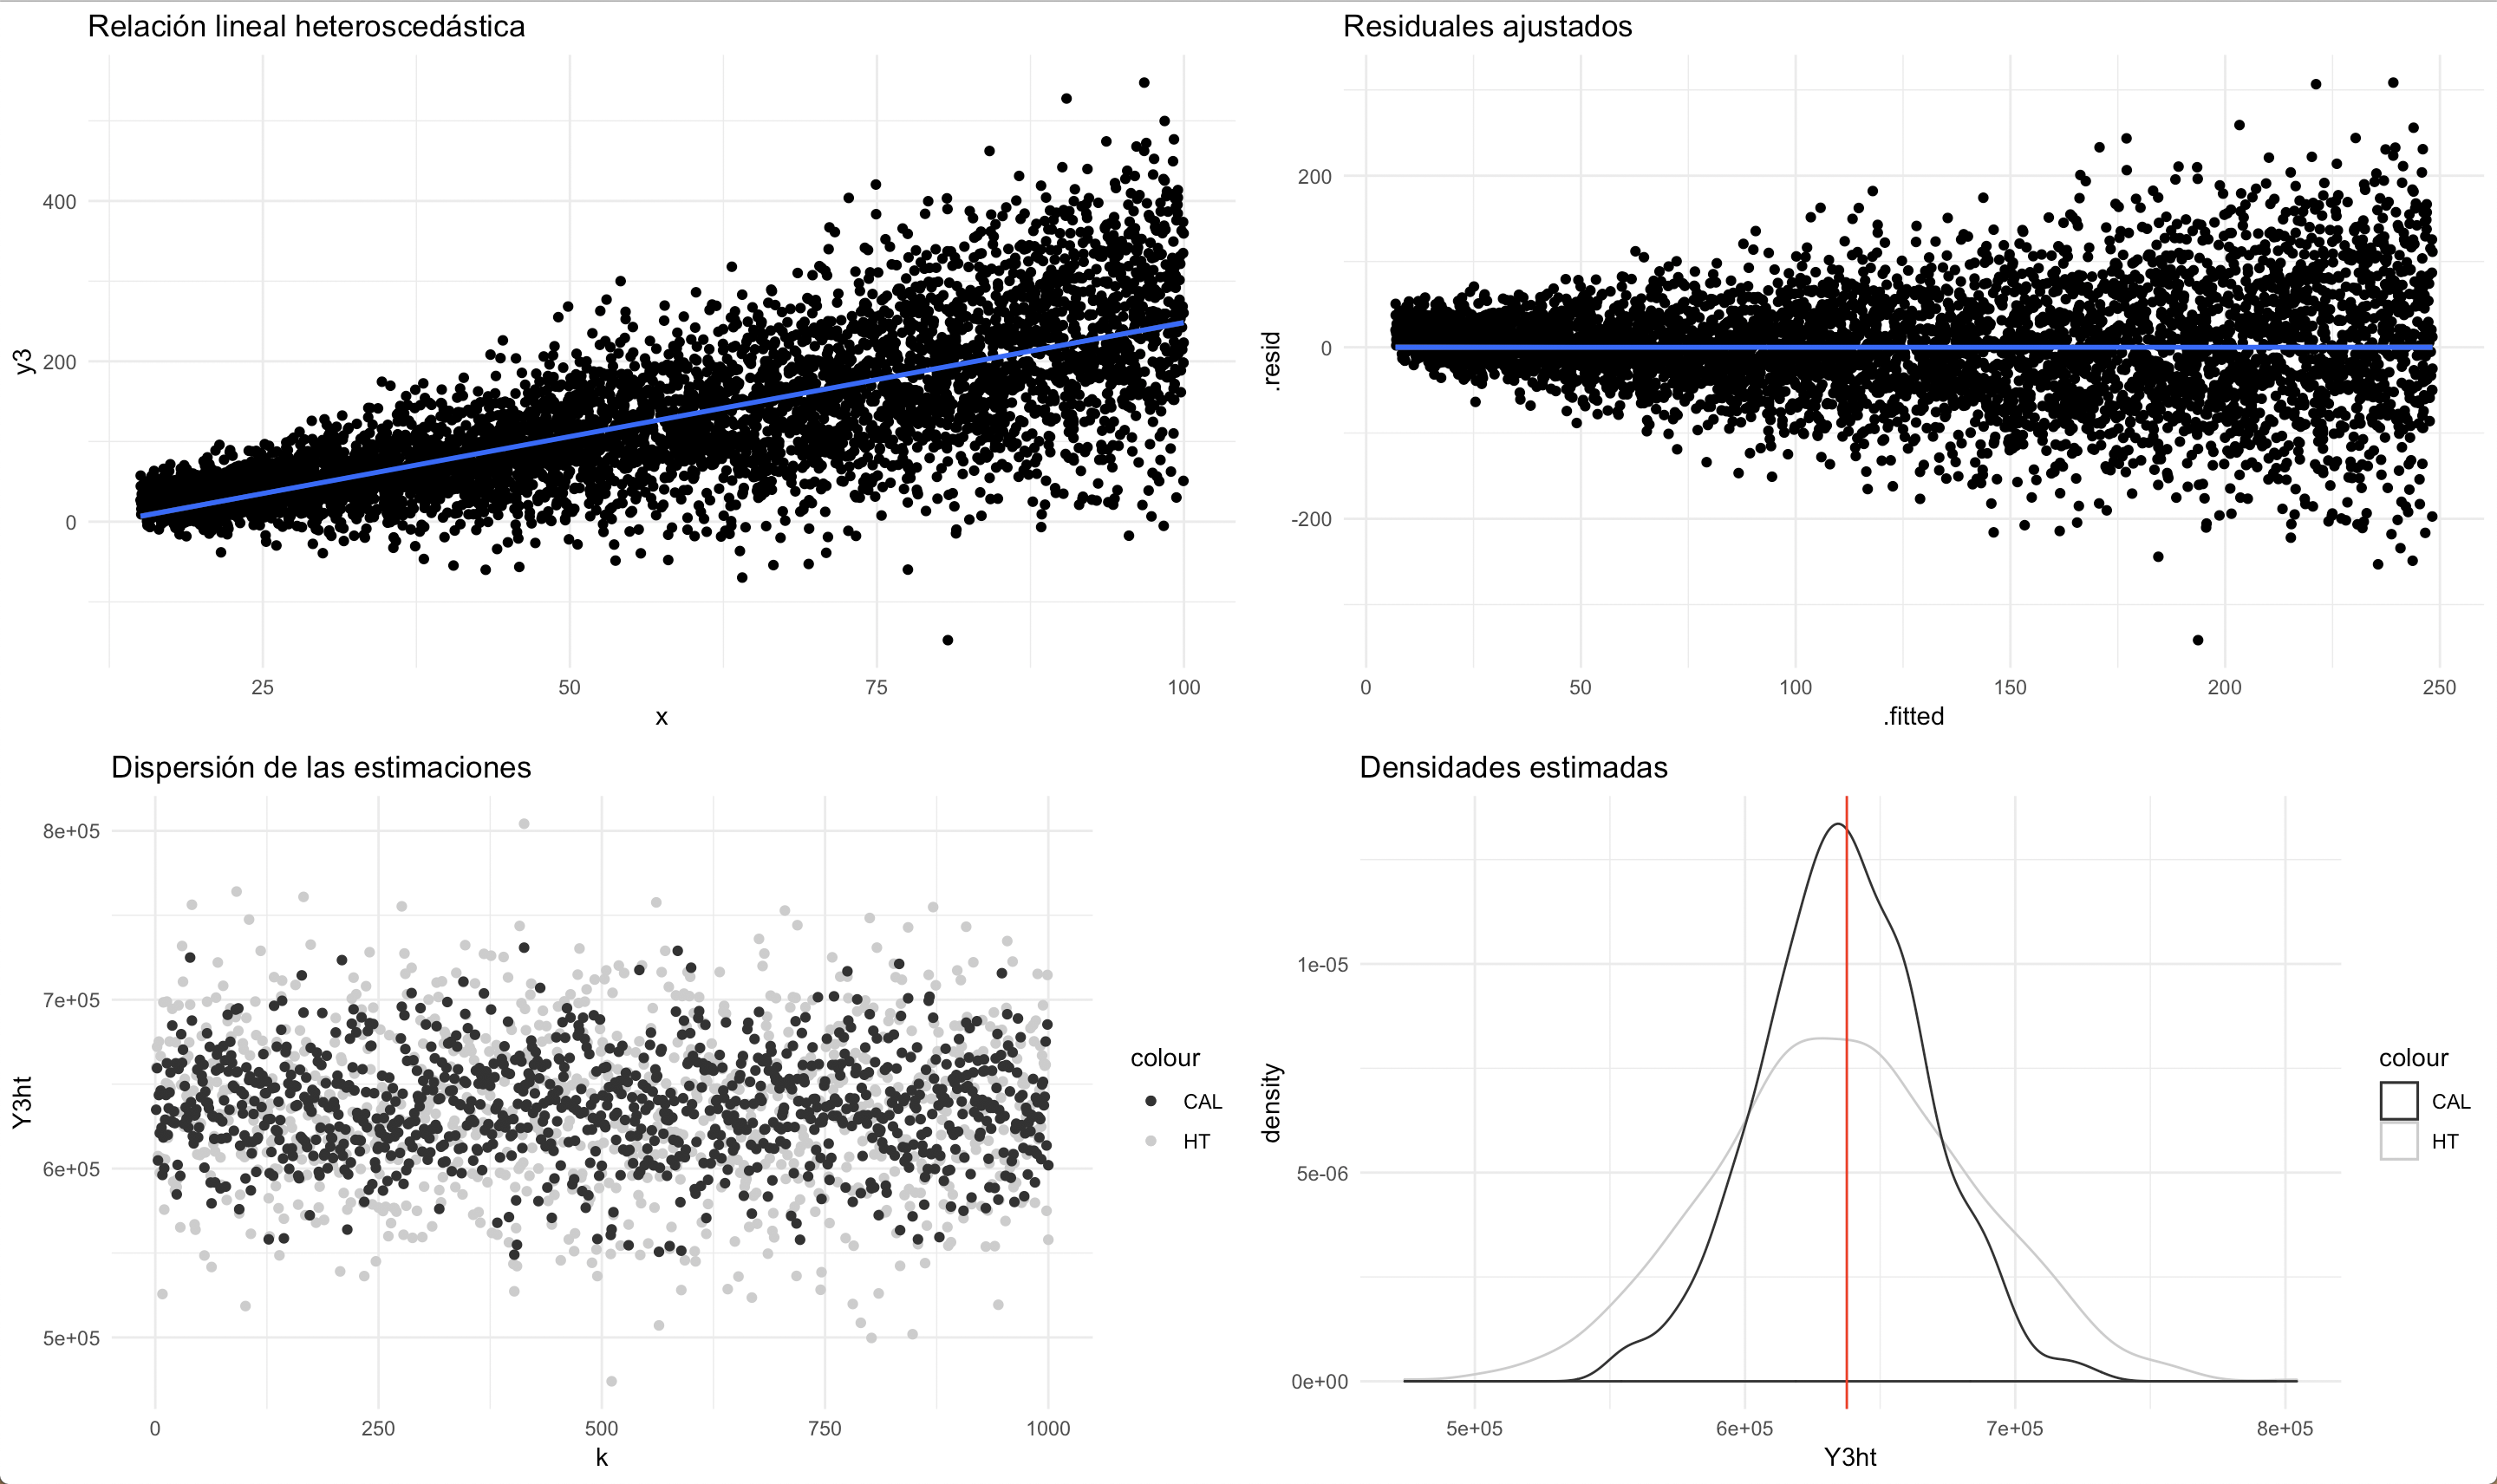 Relación lineal heteroscedástica
y3
400
200
0
25
50
75
100
x
Residuales ajustados
.resid
200
0
-200
0
50
100
150
200
250
.fitted
Dispersión de las estimaciones
Y3ht
8e+05
7e+05
6e+05
5e+05
0
250
500
750
1000
k
colour
CAL
HT
Densidades estimadas
density
1e-05
5e-06
0e+00
5e+05
6e+05
7e+05
8e+05
Y3ht
colour
CAL
HT